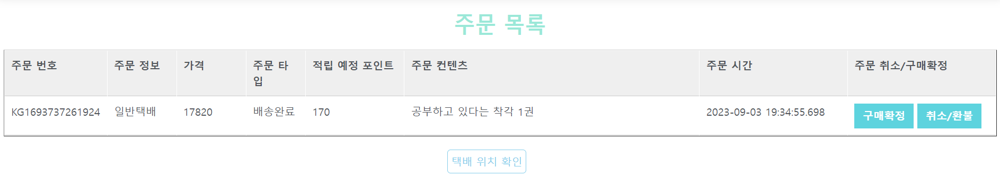 주문 목록
주문 번호 주문 정보 가격 주문 타입 적립 예정 포인트 주문 컨텐츠 주문 시간 주문 취소/구매확정
KG1693737261924 일반택배 17820 배송완료 170 공부하고 있다는 착각 1권 2023-09-03 19:34:55.698 구매확정 취소/환불
택배 위치 확인